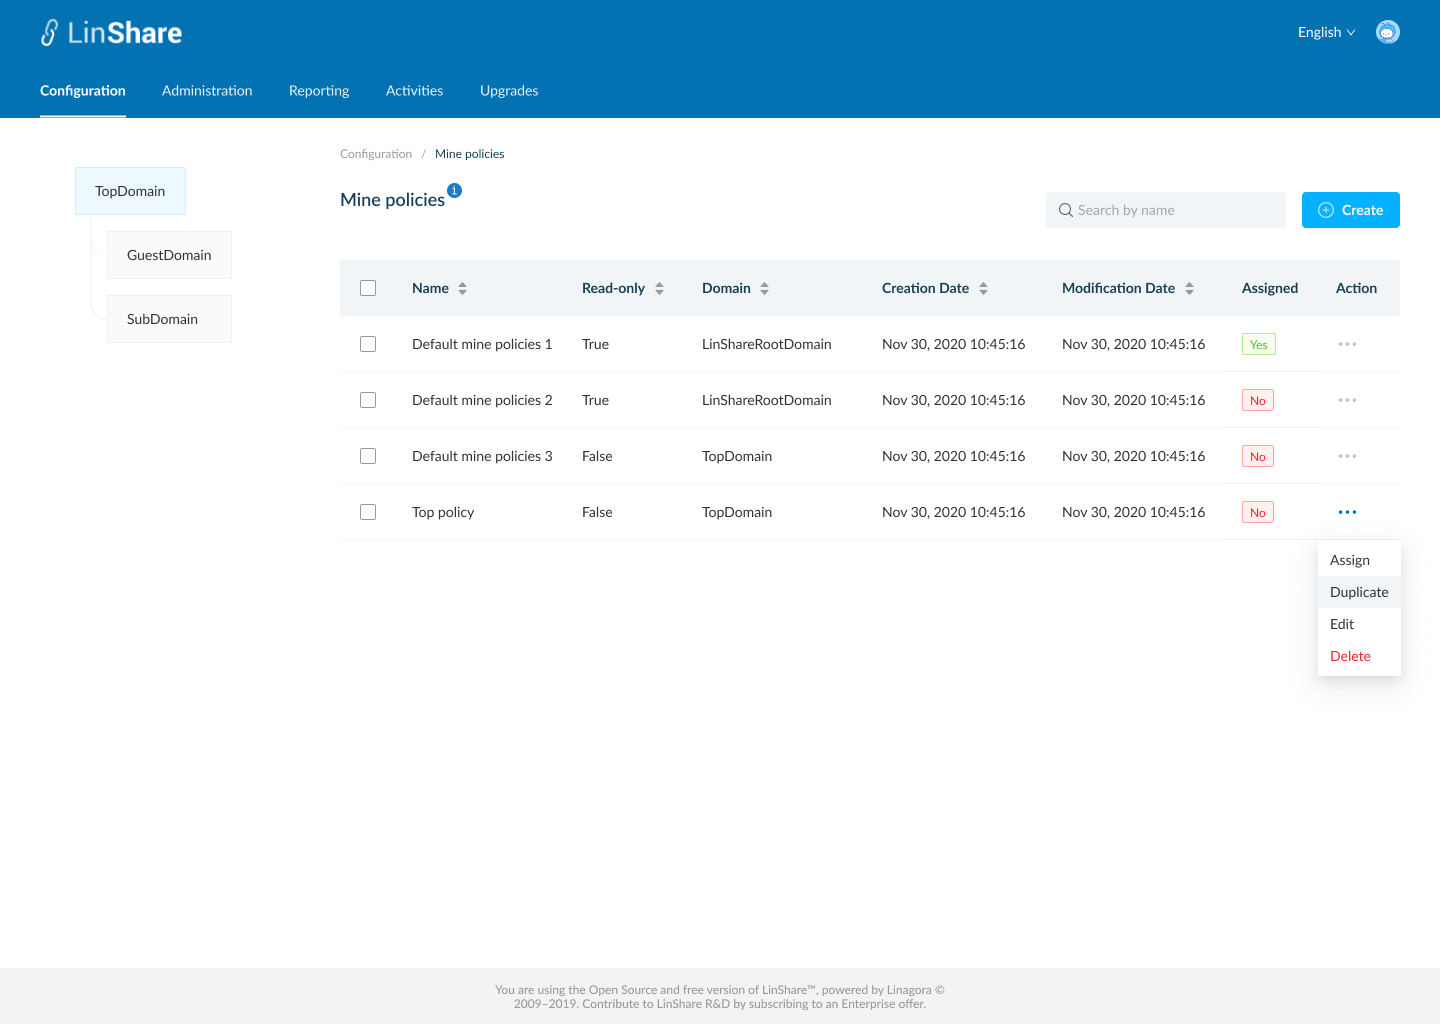 LinShare
English
Configuration Administration Reporting Activities Upgrades
TopDomain
GuestDomain
SubDomain
Configuration / Mine policies
Mine policies i
Search by name
Create
Name Read-only Domain Creation Date Modification Date Assigned Action
Default mine policies 1 True LinShareRootDomain Nov 30, 2020 10:45:16 Nov 30, 2020 10:45:16 Yes
Default mine policies 2 True LinShareRootDomain Nov 30, 2020 10:45:16 Nov 30, 2020 10:45:16 No
Default mine policies 3 False TopDomain Nov 30, 2020 10:45:16 Nov 30, 2020 10:45:16 No
Top policy False TopDomain Nov 30, 2020 10:45:16 Nov 30, 2020 10:45:16 No
Assign
Duplicate
Edit
Delete
You are using the Open Source and free version of LinShare™, powered by Linagora ©
2009–2019. Contribute to LinShare R&D by subscribing to an Enterprise offer.